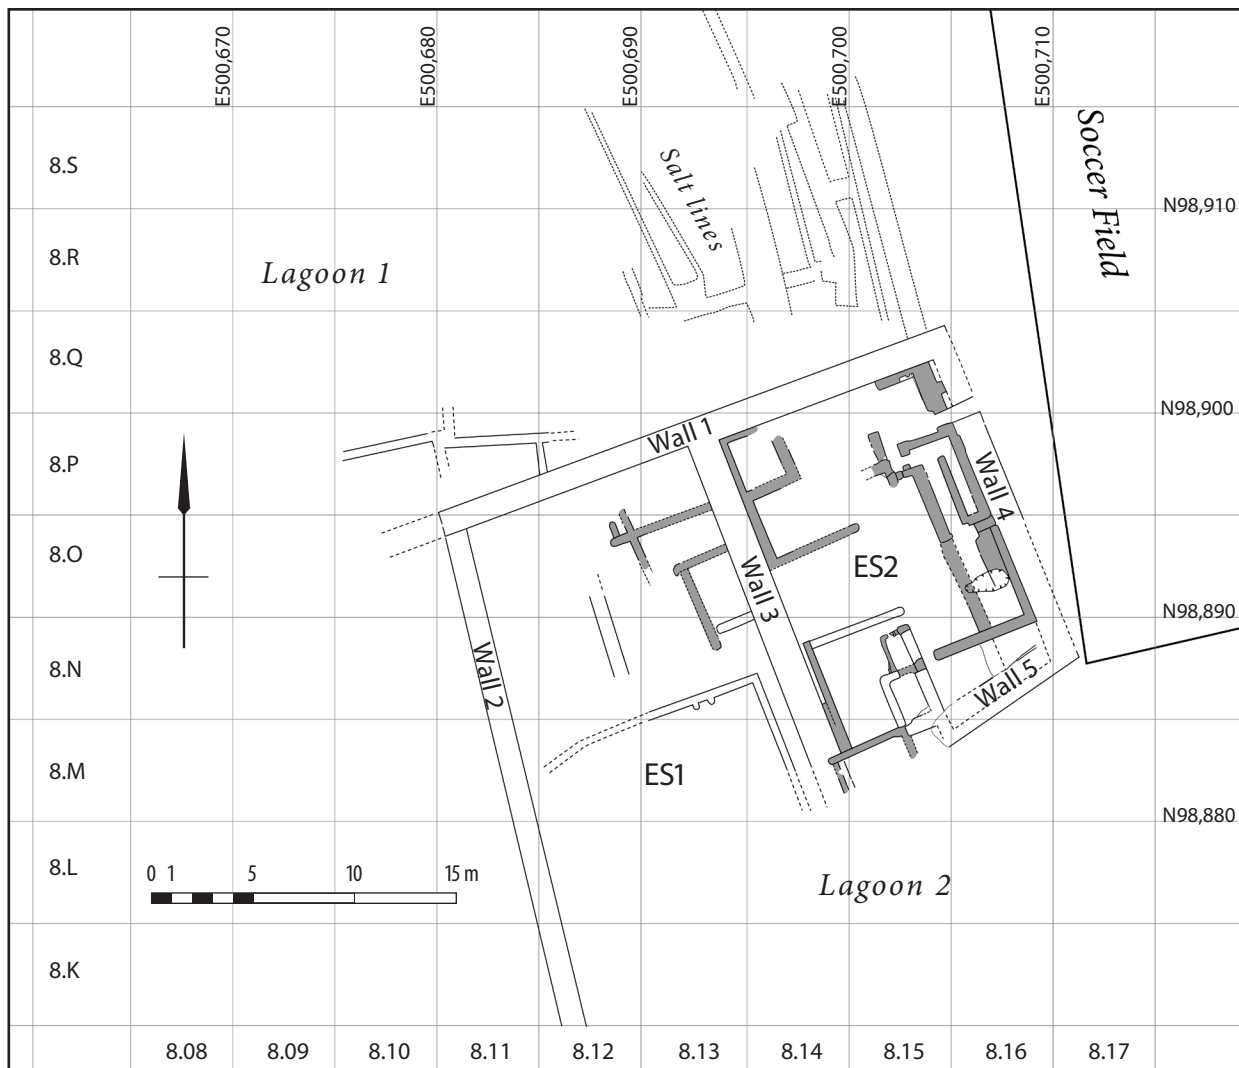 E500,670
E500,680
E500,690
E500,700
E500,710
Soccer Field
8.S
Salt lines
N98,910
8.R
Lagoon 1
8.Q
Wall 1
N98,900
8.P
Wall 4
8.O
ES2
Wall 3
N98,890
8.N
Wall 2
Wall 5
8.M
ES1
N98,880
8.L
0 1 5 10 15 m
Lagoon 2
8.K
8.08 8.09 8.10 8.11 8.12 8.13 8.14 8.15 8.16 8.17